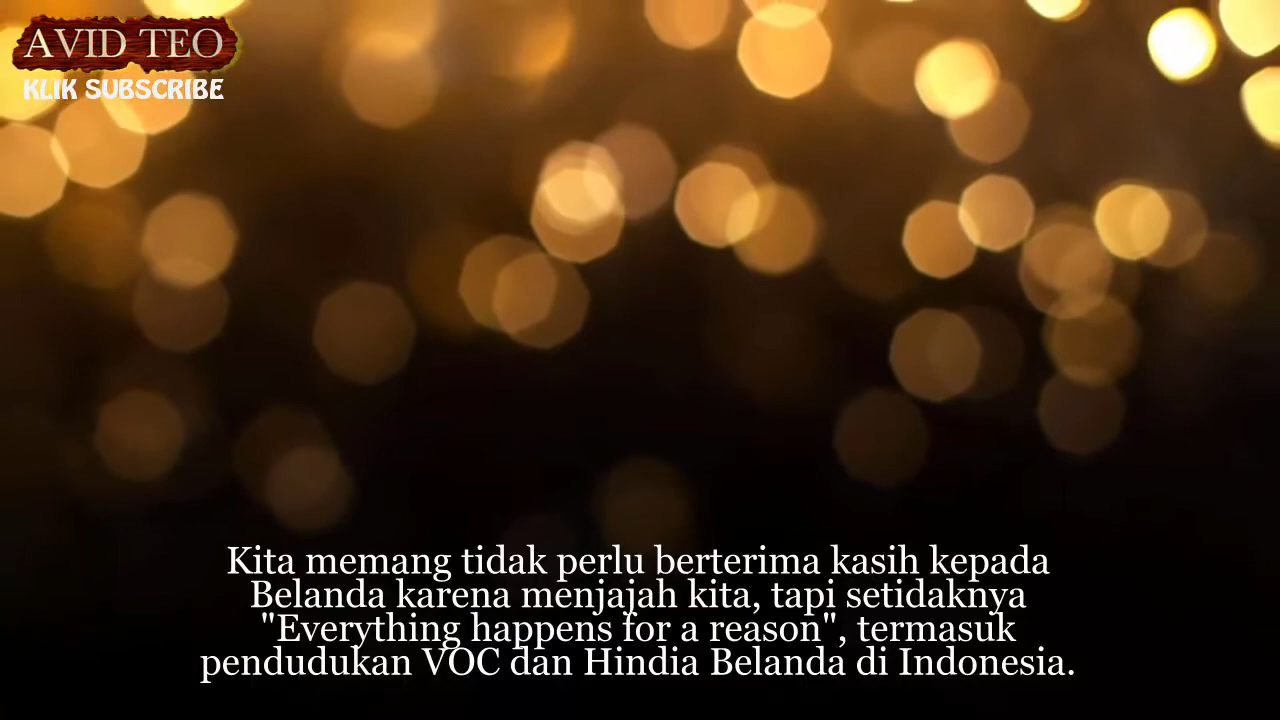 AVID TEO
KLIK SUBSCRIBE
Kita memang tidak perlu berterima kasih kepada
Belanda karena menjajah kita, tapi setidaknya
"Everything happens for a reason", termasuk
pendudukan VOC dan Hindia Belanda di Indonesia.